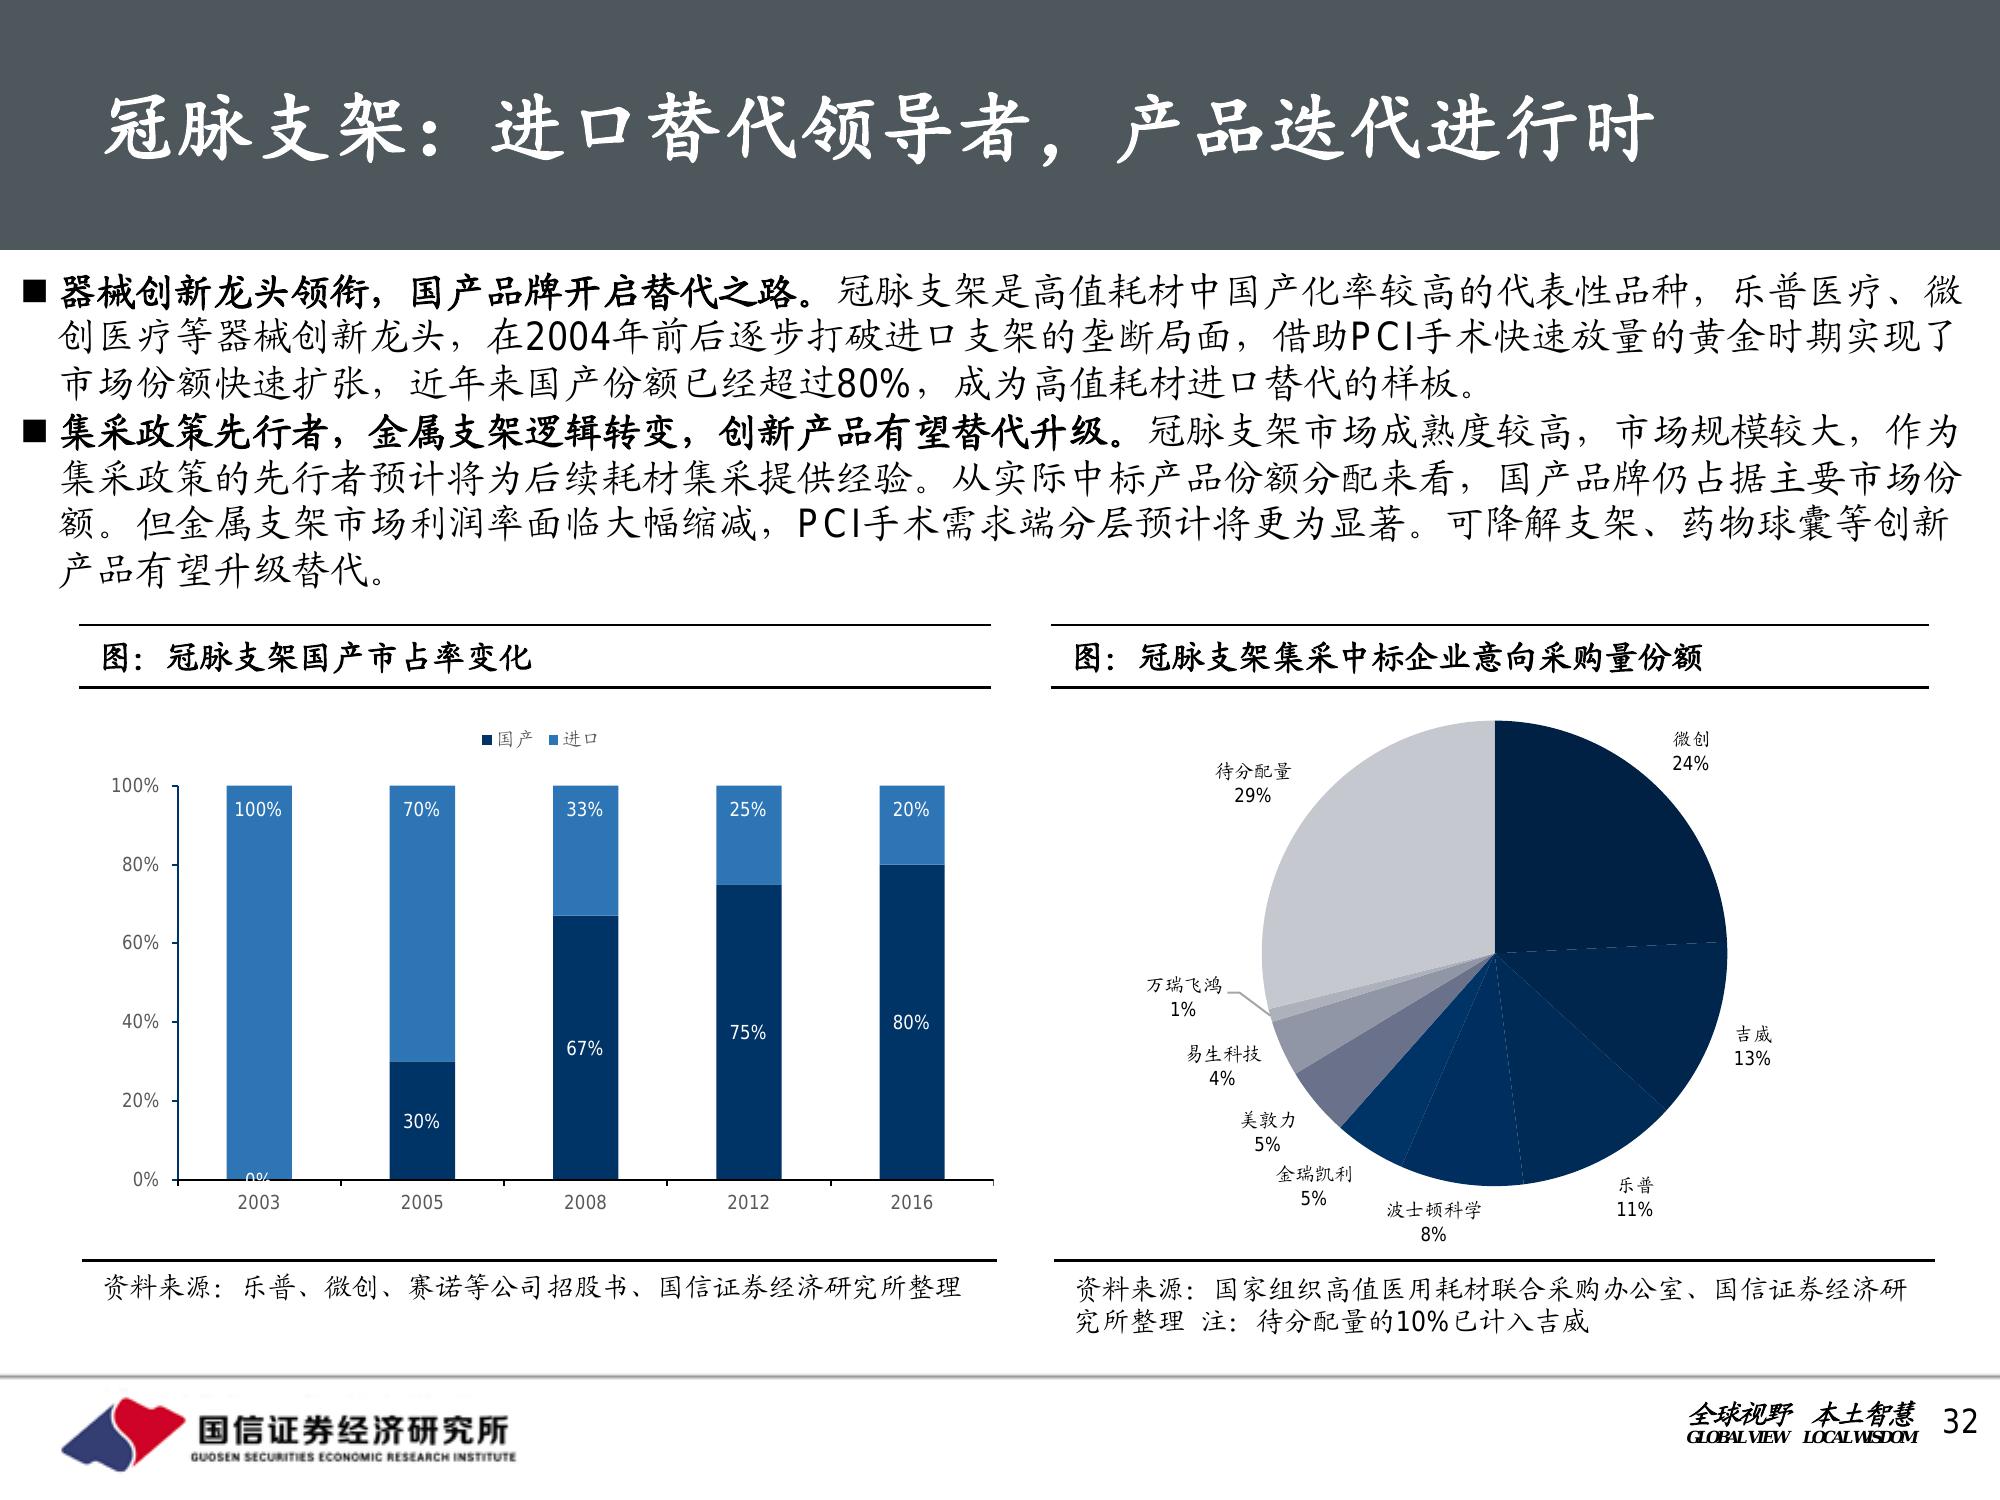 冠脉支架：进口替代领导者，产品迭代进行时
■器械创新龙头领衔，国产品牌开启替代之路。冠脉支架是高值耗材中国产化率较高的代表性品种，乐普医疗、微
创医疗等器械创新龙头，在2004年前后逐步打破进口支架的垄断局面，借助PCI手术快速放量的黄金时期实现了
市场份额快速扩张，近年来国产份额已经超过80%，成为高值耗材进口替代的样板。
■集采政策先行者，金属支架逻辑转变，创新产品有望替代升级。冠脉支架市场成熟度较高，市场规模较大，作为
集采政策的先行者预计将为后续耗材集采提供经验。从实际中标产品份额分配来看，国产品牌仍占据主要市场份
额。但金属支架市场利润率面临大幅缩减，PCI手术需求端分层预计将更为显著。可降解支架、药物球囊等创新
产品有望升级替代。
图：冠脉支架国产市占率变化
国产 进口
100%
80%
60%
40%
20%
0%
100%
70%
33%
25%
20%
0%
30%
67%
75%
80%
2003
2005
2008
2012
2016
资料来源：乐普、微创、赛诺等公司招股书、国信证券经济研究所整理
图：冠脉支架集采中标企业意向采购量份额
微创
24%
吉威
13%
乐普
11%
波士顿科学
8%
金瑞凯利
5%
美敦力
5%
易生科技
4%
万瑞飞鸿
1%
待分配量
29%
资料来源：国家组织高值医用耗材联合采购办公室、国信证券经济研
究所整理 注：待分配量的10%已计入吉威
国信证券经济研究所
GUOSEN SECURITIES ECONOMIC RESEARCH INSTITUTE
全球视野 本土智慧
GLOBAL VIEW LOCAL WISDOM
32